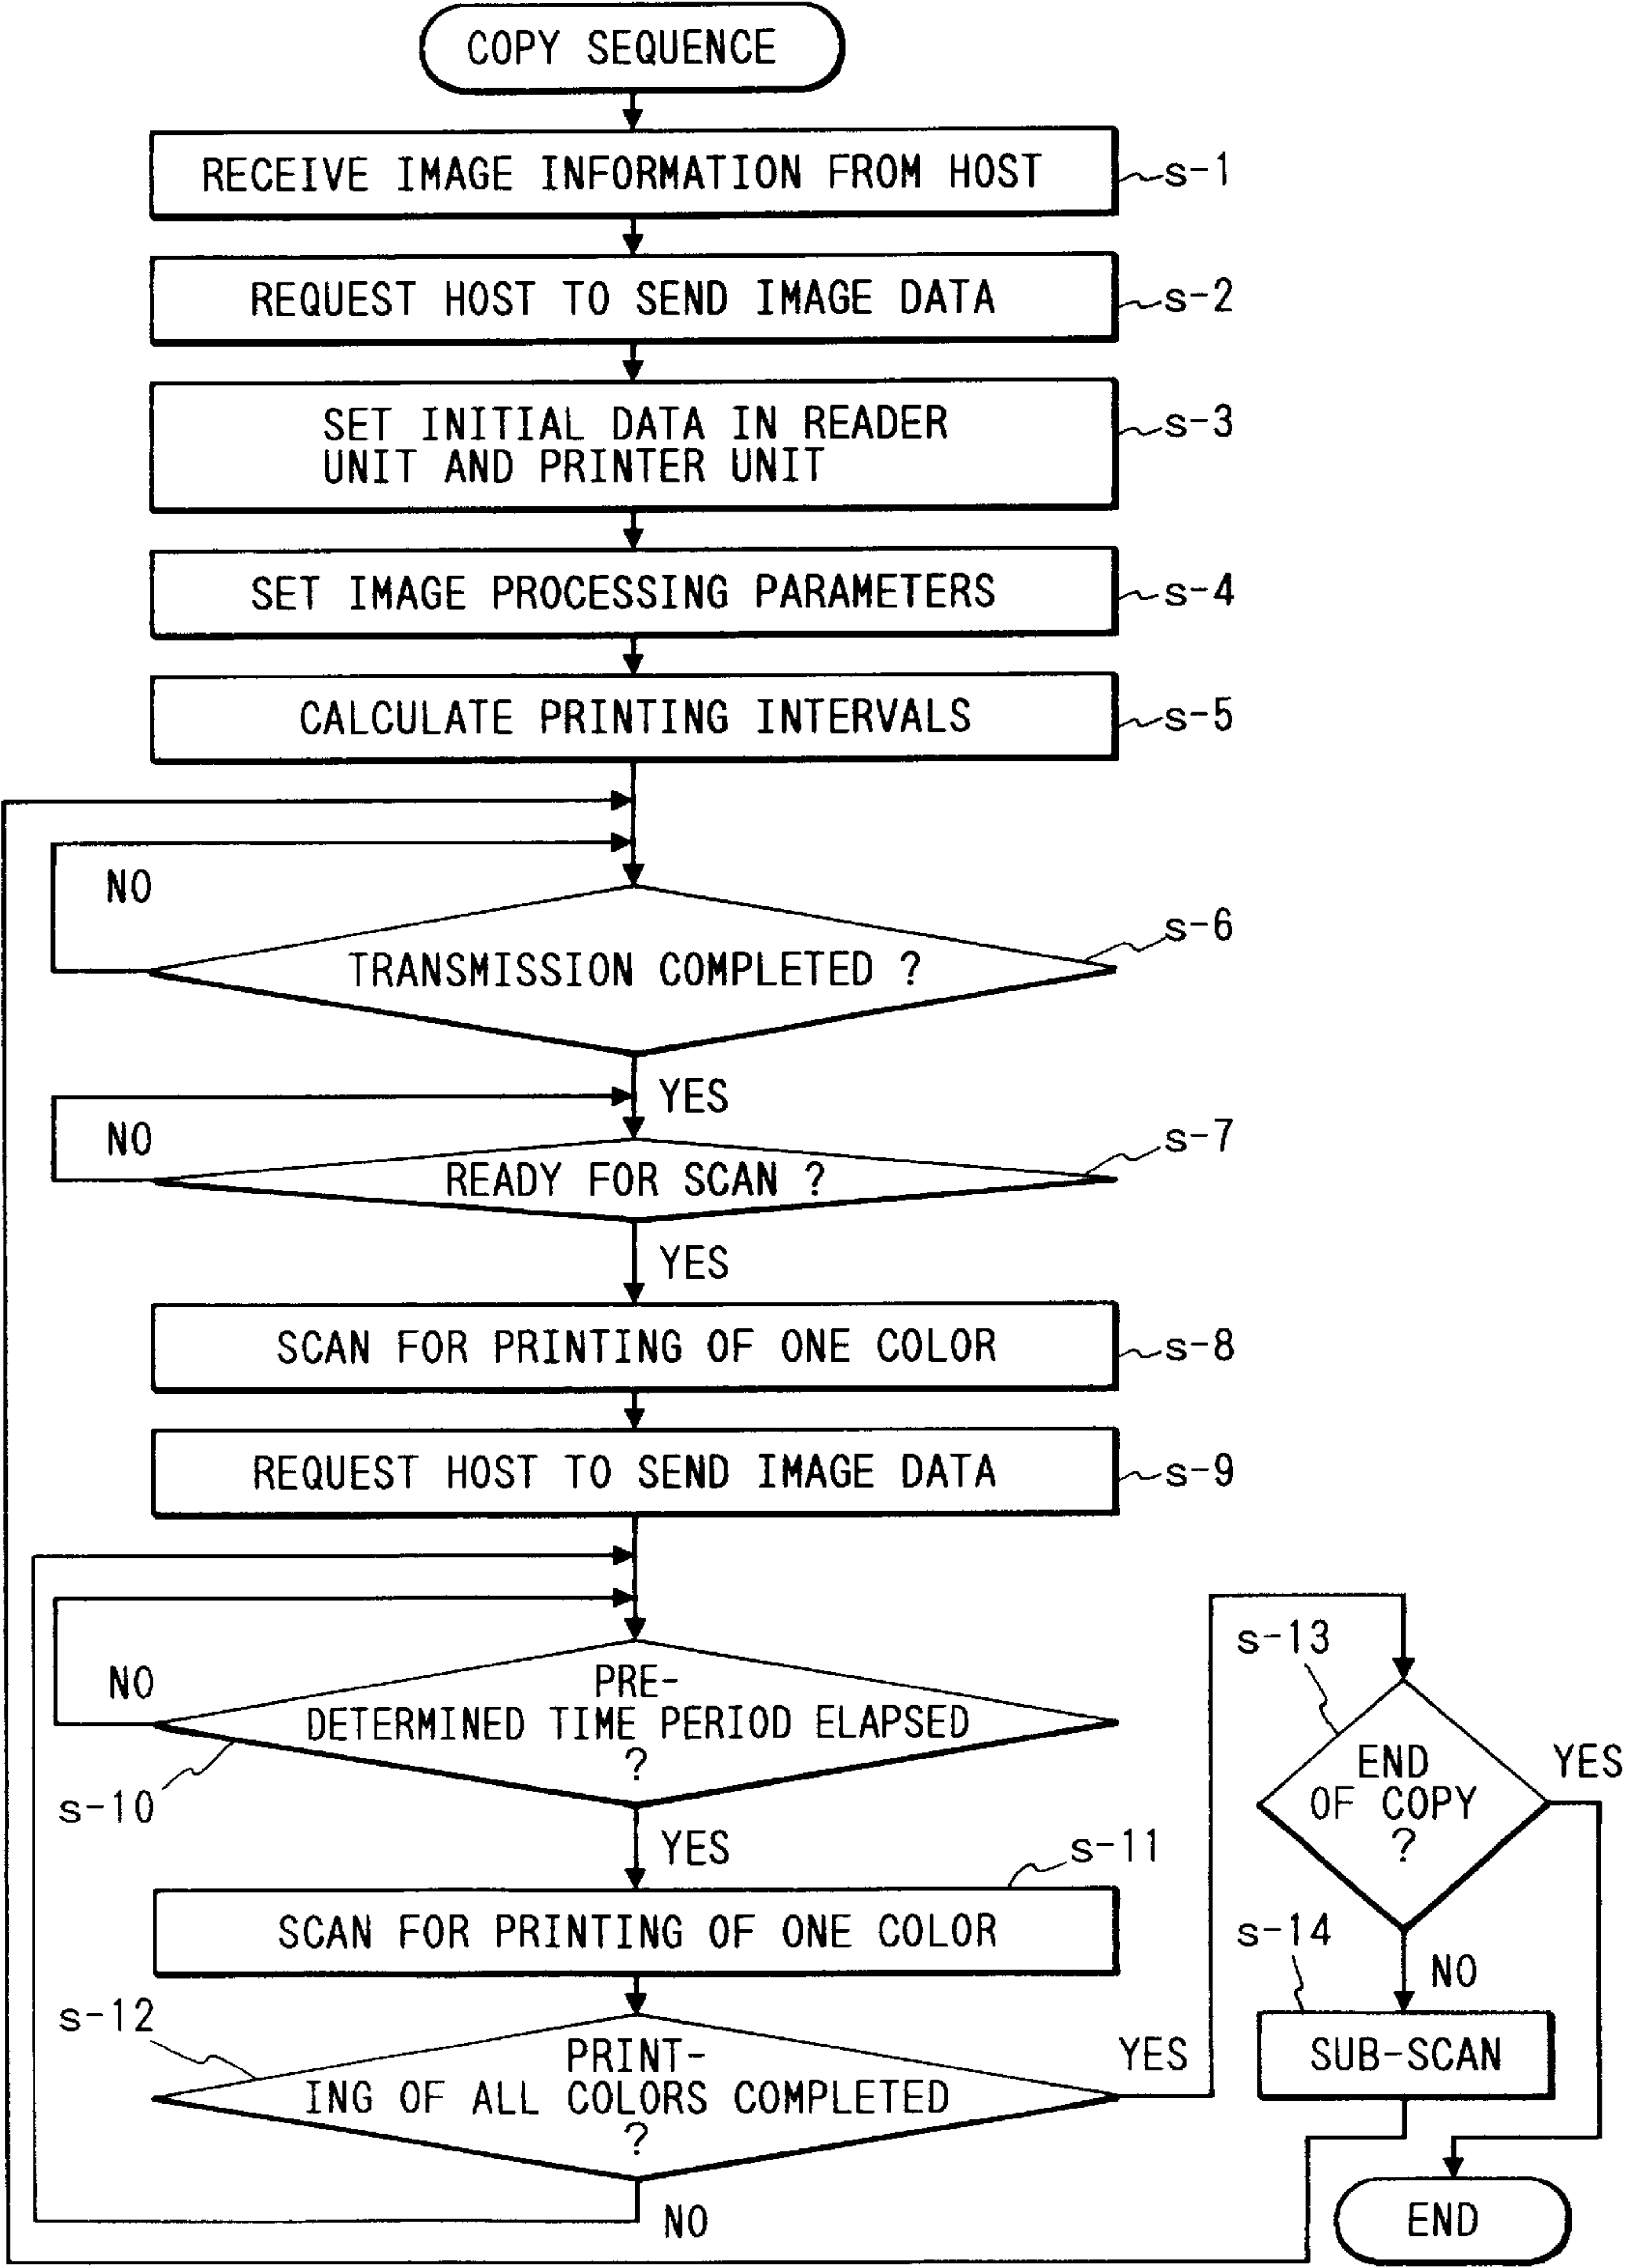 COPY SEQUENCE
RECEIVE IMAGE INFORMATION FROM HOST
s-1
REQUEST HOST TO SEND IMAGE DATA
s-2
SET INITIAL DATA IN READER
UNIT AND PRINTER UNIT
s-3
SET IMAGE PROCESSING PARAMETERS
s-4
CALCULATE PRINTING INTERVALS
s-5
NO
TRANSMISSION COMPLETED ?
s-6
YES
NO
READY FOR SCAN ?
s-7
YES
SCAN FOR PRINTING OF ONE COLOR
s-8
REQUEST HOST TO SEND IMAGE DATA
s-9
NO
PRE-
DETERMINED TIME PERIOD ELAPSED
?
s-10
YES
s-11
SCAN FOR PRINTING OF ONE COLOR
s-12
PRINT-
ING OF ALL COLORS COMPLETED
?
YES
NO
s-13
END
OF COPY
?
YES
NO
s-14
SUB-SCAN
END